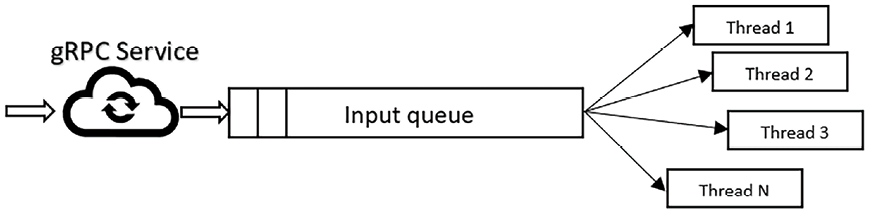 gRPC Service
Input queue
Thread 1
Thread 2
Thread 3
Thread N